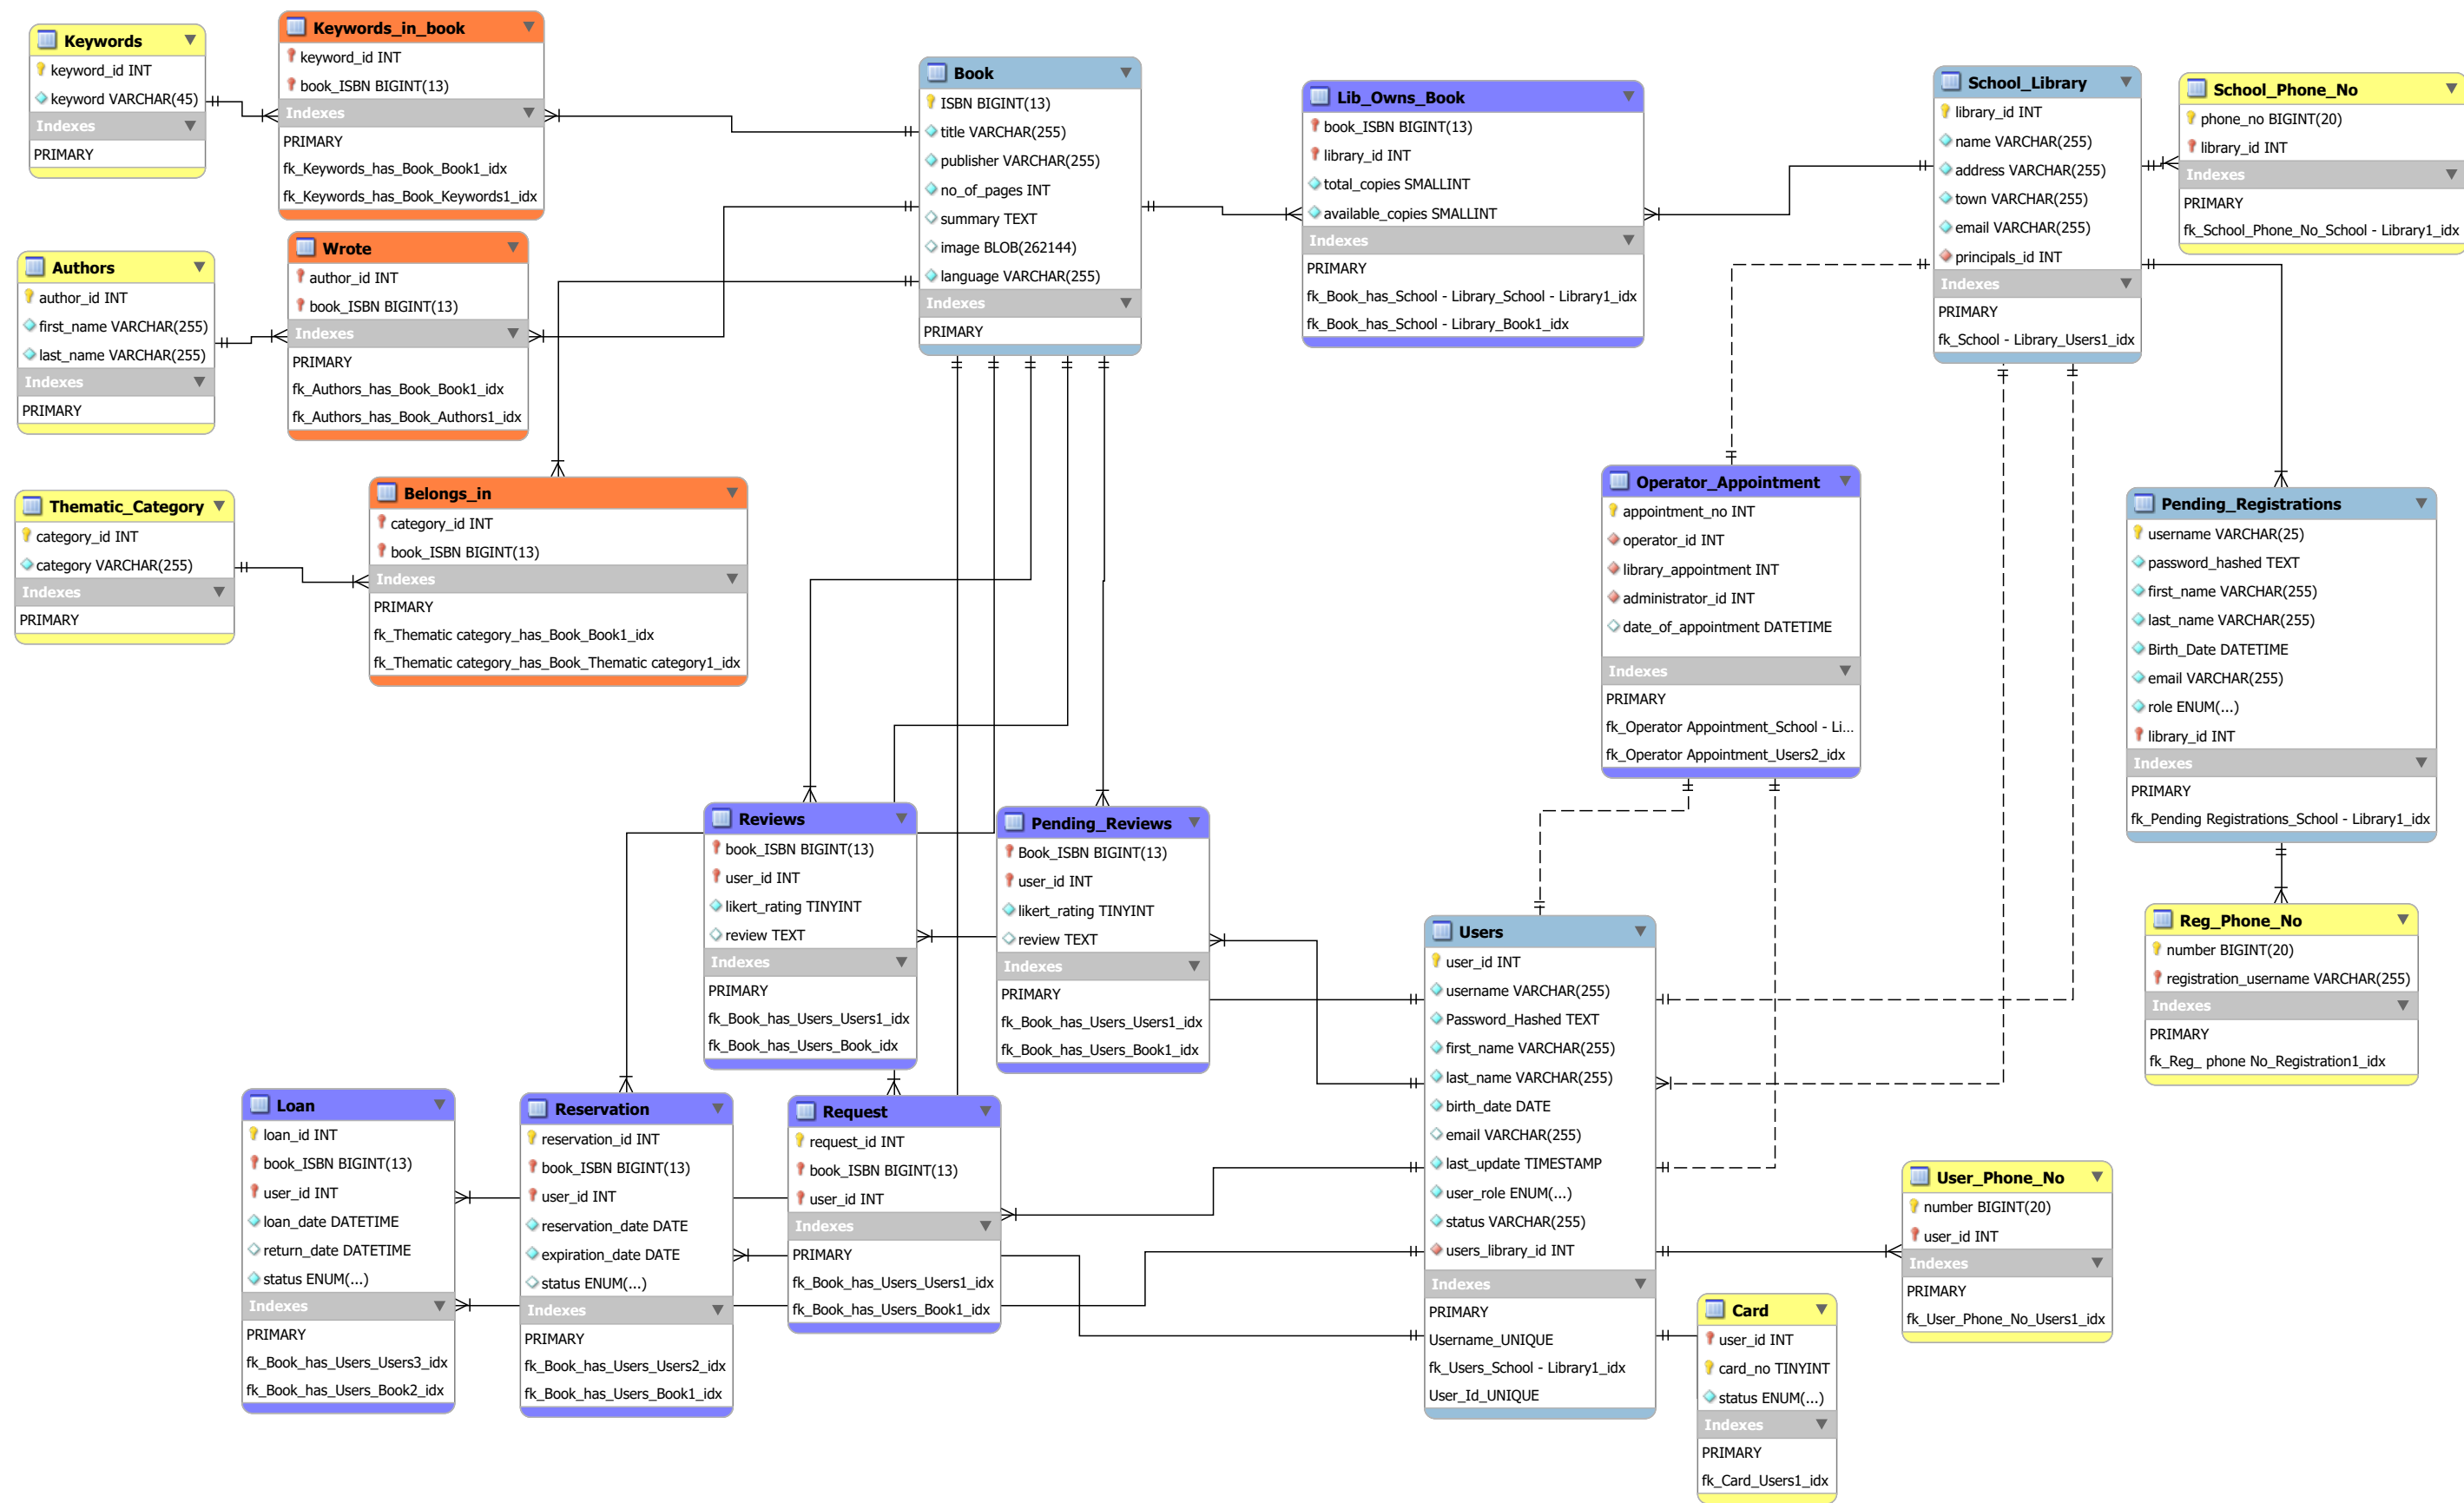 Keywords
keyword_id INT
keyword VARCHAR(45)
Indexes
PRIMARY
Keywords_in_book
keyword_id INT
book_ISBN BIGINT(13)
Indexes
PRIMARY
fk_Keywords_has_Book_Book1_idx
fk_Keywords_has_Book_Keywords1_idx
Book
ISBN BIGINT(13)
title VARCHAR(255)
publisher VARCHAR(255)
no_of_pages INT
summary TEXT
image BLOB(262144)
language VARCHAR(255)
Indexes
PRIMARY
Lib_Owns_Book
book_ISBN BIGINT(13)
library_id INT
total_copies SMALLINT
available_copies SMALLINT
Indexes
PRIMARY
fk_Book_has_School - Library_School - Library1_idx
fk_Book_has_School - Library_Book1_idx
School_Library
library_id INT
name VARCHAR(255)
address VARCHAR(255)
town VARCHAR(255)
email VARCHAR(255)
principals_id INT
Indexes
PRIMARY
fk_School - Library_Users1_idx
School_Phone_No
phone_no BIGINT(20)
library_id INT
Indexes
PRIMARY
fk_School_Phone_No_School - Library1_idx
Authors
author_id INT
first_name VARCHAR(255)
last_name VARCHAR(255)
Indexes
PRIMARY
Wrote
author_id INT
book_ISBN BIGINT(13)
Indexes
PRIMARY
fk_Authors_has_Book_Book1_idx
fk_Authors_has_Book_Authors1_idx
Thematic_Category
category_id INT
category VARCHAR(255)
Indexes
PRIMARY
Belongs_in
category_id INT
book_ISBN BIGINT(13)
Indexes
PRIMARY
fk_Thematic category_has_Book_Book1_idx
fk_Thematic category_has_Book_Thematic category1_idx
Operator_Appointment
appointment_no INT
operator_id INT
library_appointment INT
administrator_id INT
date_of_appointment DATETIME
Indexes
PRIMARY
fk_Operator Appointment_School - Li...
fk_Operator Appointment_Users2_idx
Pending_Registrations
username VARCHAR(25)
password_hashed TEXT
first_name VARCHAR(255)
last_name VARCHAR(255)
Birth_Date DATETIME
email VARCHAR(255)
role ENUM(...)
library_id INT
Indexes
PRIMARY
fk_Pending Registrations_School - Library1_idx
Reviews
book_ISBN BIGINT(13)
user_id INT
likert_rating TINYINT
review TEXT
Indexes
PRIMARY
fk_Book_has_Users_Users1_idx
fk_Book_has_Users_Book_idx
Pending_Reviews
Book_ISBN BIGINT(13)
user_id INT
likert_rating TINYINT
review TEXT
Indexes
PRIMARY
fk_Book_has_Users_Users1_idx
fk_Book_has_Users_Book1_idx
Users
user_id INT
username VARCHAR(255)
Password_Hashed TEXT
first_name VARCHAR(255)
last_name VARCHAR(255)
birth_date DATE
email VARCHAR(255)
last_update TIMESTAMP
user_role ENUM(...)
status VARCHAR(255)
users_library_id INT
Indexes
PRIMARY
Username_UNIQUE
fk_Users_School - Library1_idx
User_Id_UNIQUE
Reg_Phone_No
number BIGINT(20)
registration_username VARCHAR(255)
Indexes
PRIMARY
fk_Reg_ phone No_Registration1_idx
Loan
loan_id INT
book_ISBN BIGINT(13)
user_id INT
loan_date DATETIME
return_date DATETIME
status ENUM(...)
Indexes
PRIMARY
fk_Book_has_Users_Users3_idx
fk_Book_has_Users_Book2_idx
Reservation
reservation_id INT
book_ISBN BIGINT(13)
user_id INT
reservation_date DATE
expiration_date DATE
status ENUM(...)
Indexes
PRIMARY
fk_Book_has_Users_Users2_idx
fk_Book_has_Users_Book1_idx
Request
request_id INT
book_ISBN BIGINT(13)
user_id INT
Indexes
PRIMARY
fk_Book_has_Users_Users1_idx
fk_Book_has_Users_Book1_idx
User_Phone_No
number BIGINT(20)
user_id INT
Indexes
PRIMARY
fk_User_Phone_No_Users1_idx
Card
user_id INT
card_no TINYINT
status ENUM(...)
Indexes
PRIMARY
fk_Card_Users1_idx